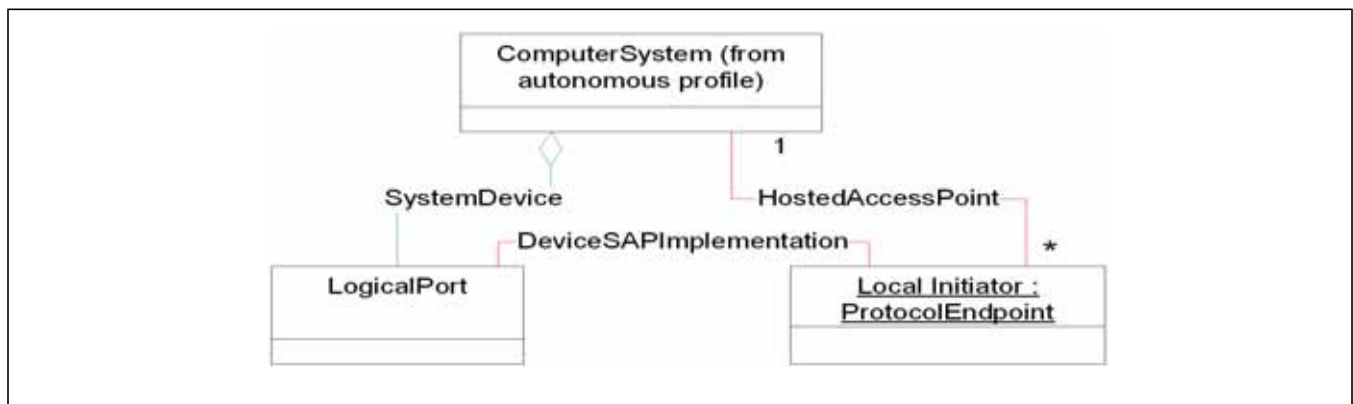 ComputerSystem (from
autonomous profile)
1
SystemDevice
HostedAccessPoint
DeviceSAPImplementation
*
LogicalPort
Local Initiator :
ProtocolEndpoint